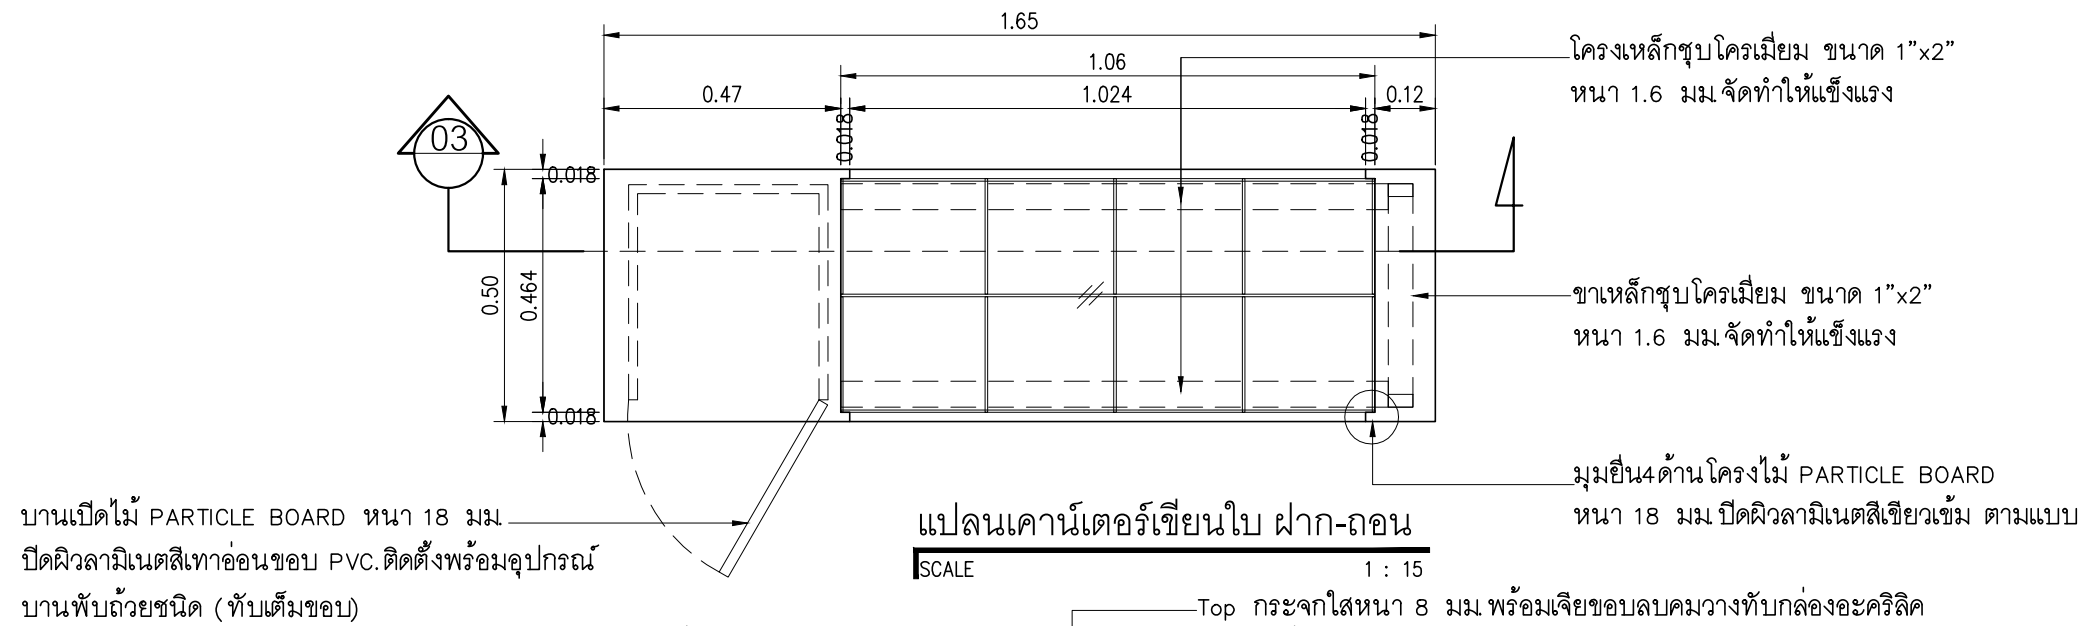 1.65
1.06
0.47
1.024
0.12
0.018
0.018
โครงเหล็กชุบโครเมี่ยม ขนาด 1”x2”
หนา 1.6 มม.จัดทำให้แข็งแรง
03
0.018
0.50
0.464
0.018
ขาเหล็กชุบโครเมี่ยม ขนาด 1”x2”
หนา 1.6 มม.จัดทำให้แข็งแรง
มุมยื่น4ด้านโครงไม้ PARTICLE BOARD
หนา 18 มม.ปิดผิวลามิเนตสีเขียวเข้ม ตามแบบ
บานเปิดไม้ PARTICLE BOARD หนา 18 มม.
ปิดผิวลามิเนตสีเทาอ่อนขอบ PVC.ติดตั้งพร้อมอุปกรณ์
บานพับถ้วยชนิด (ทับเต็มขอบ)
แปลนเคาน์เตอร์เขียนใบ ฝาก-ถอน
SCALE 1 : 15
Top กระจกใสหนา 8 มม.พร้อมเจียขอบลบคมวางทับกล่องอะคริลิค